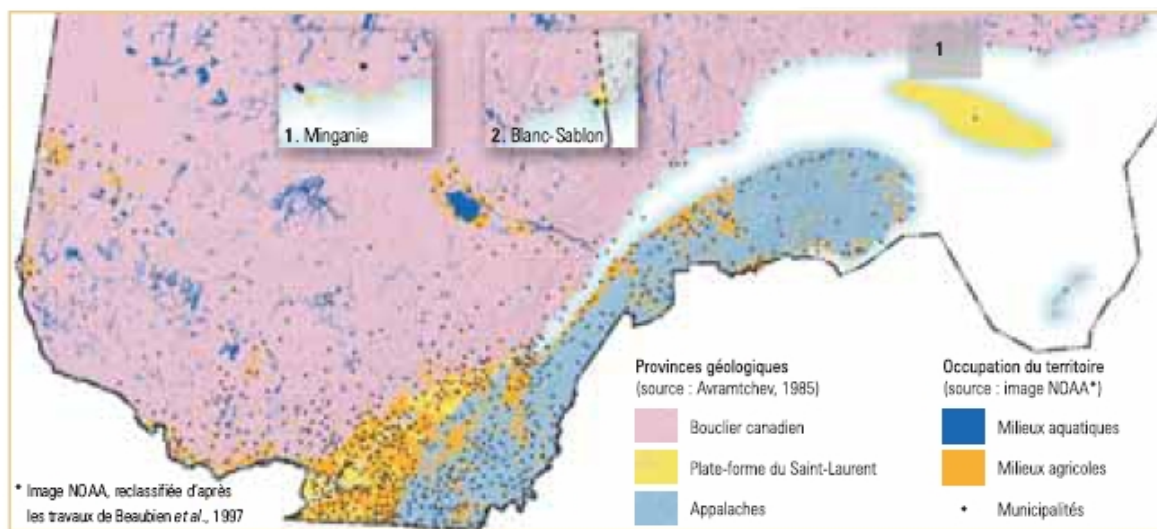 1
1. Minganie
2. Blanc-Sablon
Provinces géologiques
(source : Avramtchev, 1985)
Bouclier canadien
Plate-forme du Saint-Laurent
Appalaches
Occupation du territoire
(source : image NOAA*)
Milieux aquatiques
Milieux agricoles
Municipalités
* Image NOAA, reclassifiée d'après
les travaux de Beaubien et al., 1997